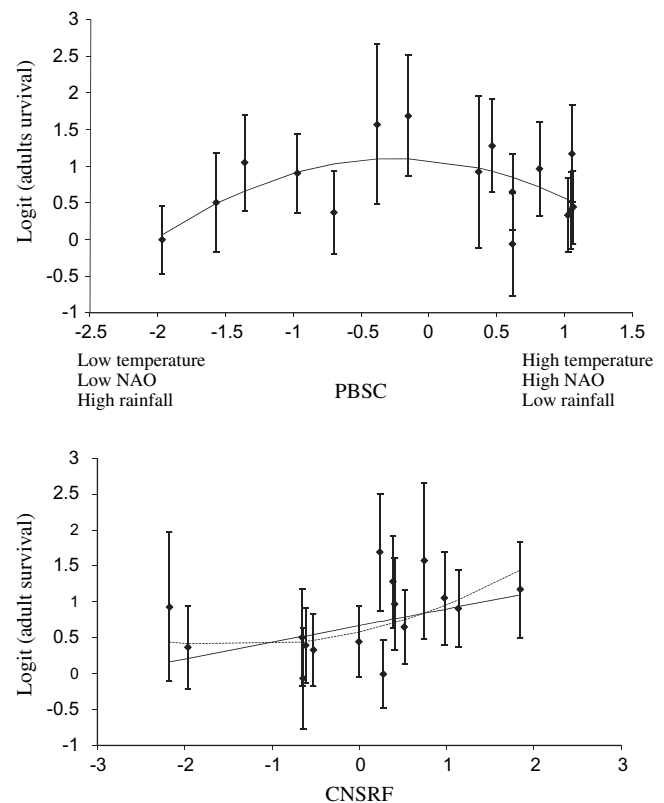 Logit (adults urvival)
3
2.5
2
1.5
1
0.5
0
-0.5
-1
-2.5 -2 -1.5 -1 -0.5 0 0.5 1 1.5
Low temperature
Low NAO
High rainfall
PBSC
High temperature
High NAO
Low rainfall
Logit (adult survival)
3
2.5
2
1.5
1
0.5
0
-0.5
-1
-3 -2 -1 0 1 2 3
CNSRF